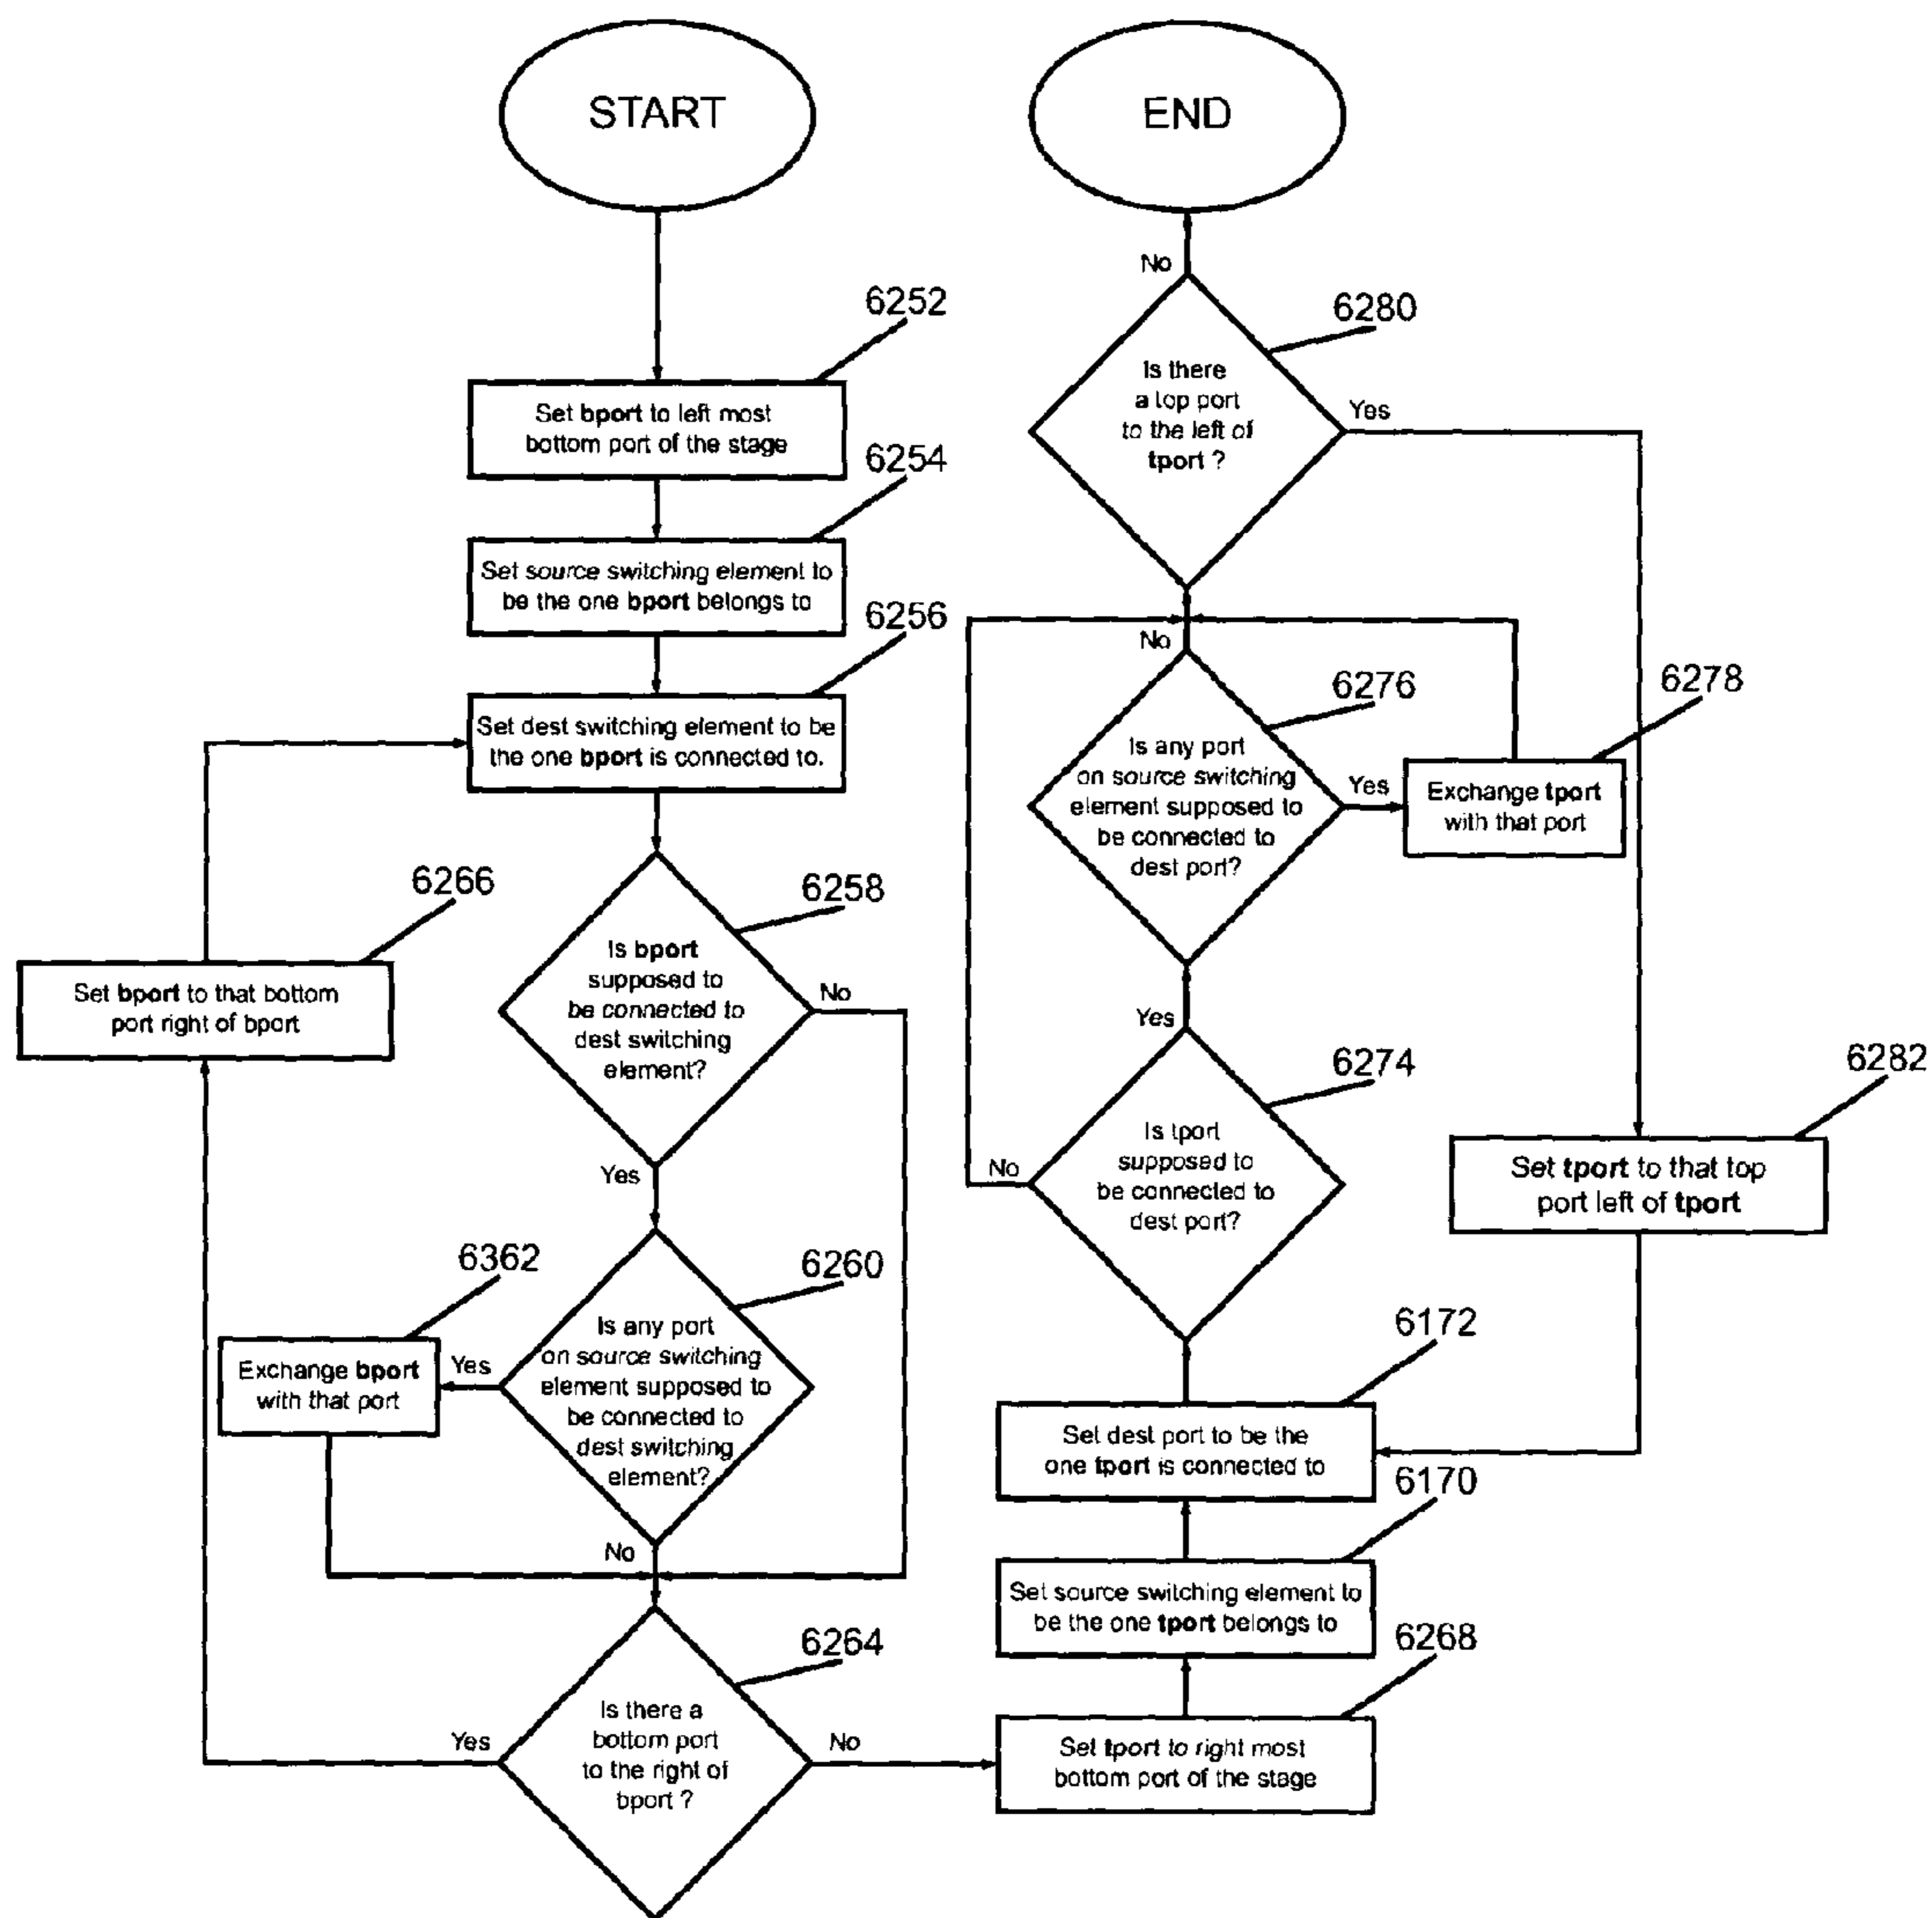 START
6252
Set bport to left most
bottom port of the stage
6254
Set source switching element to
be the one bport belongs to
6256
Set dest switching element to be
the one bport is connected to.
6266
Set bport to that bottom
port right of bport
6258
Is bport
supposed to
be connected to
dest switching
element?
No
Yes
6362
Exchange bport
with that port
Yes
6260
Is any port
on source switching
element supposed to
be connected to
dest switching
element?
No
6264
Is there a
bottom port
to the right of
bport ?
Yes
No
END
No
6280
Is there
a top port
to the left of
tport ?
Yes
No
6276
Is any port
on source switching
element supposed to
be connected to
dest port?
Yes
6278
Exchange tport
with that port
Yes
6274
Is tport
supposed to
be connected to
dest port?
No
6282
Set tport to that top
port left of tport
6172
Set dest port to be the
one tport is connected to
6170
Set source switching element to
be the one tport belongs to
6268
Set tport to right most
bottom port of the stage